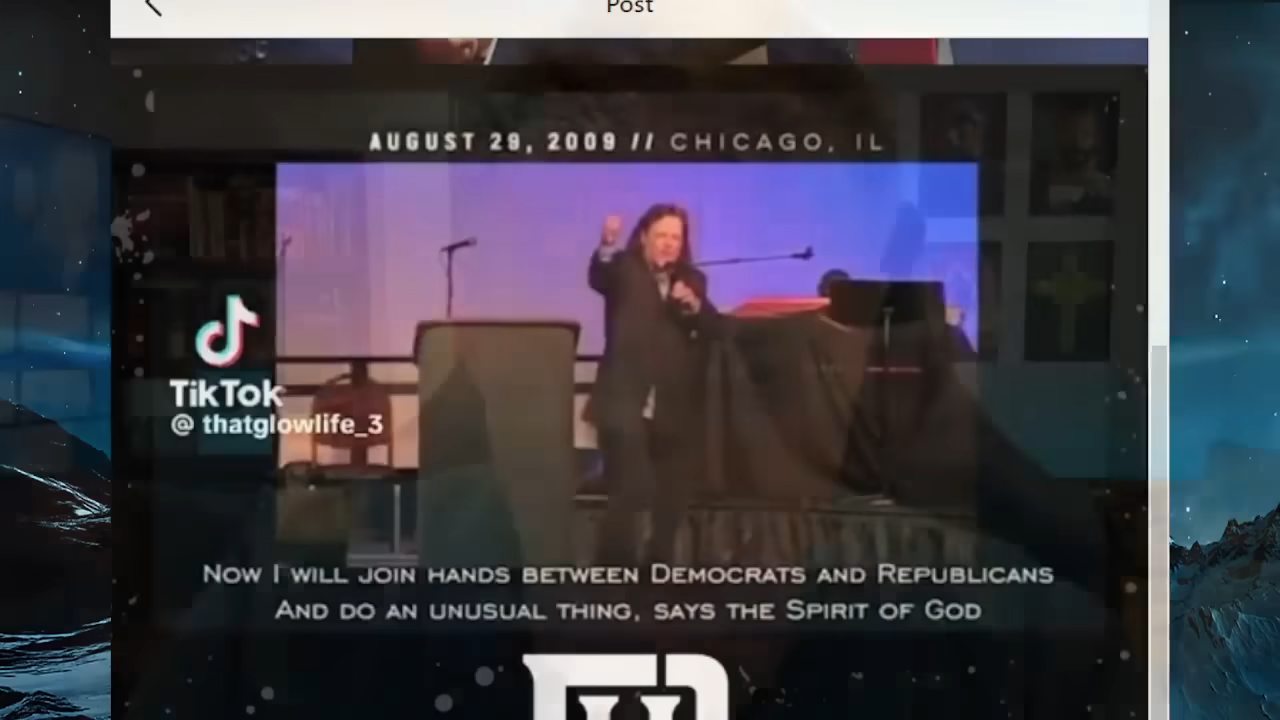 Post
AUGUST 29, 2009 // CHICAGO, IL
TikTok
@ thatglowlife_3
NOW I WILL JOIN HANDS BETWEEN DEMOCRATS AND REPUBLICANS
AND DO AN UNUSUAL THING, SAYS THE SPIRIT OF GOD